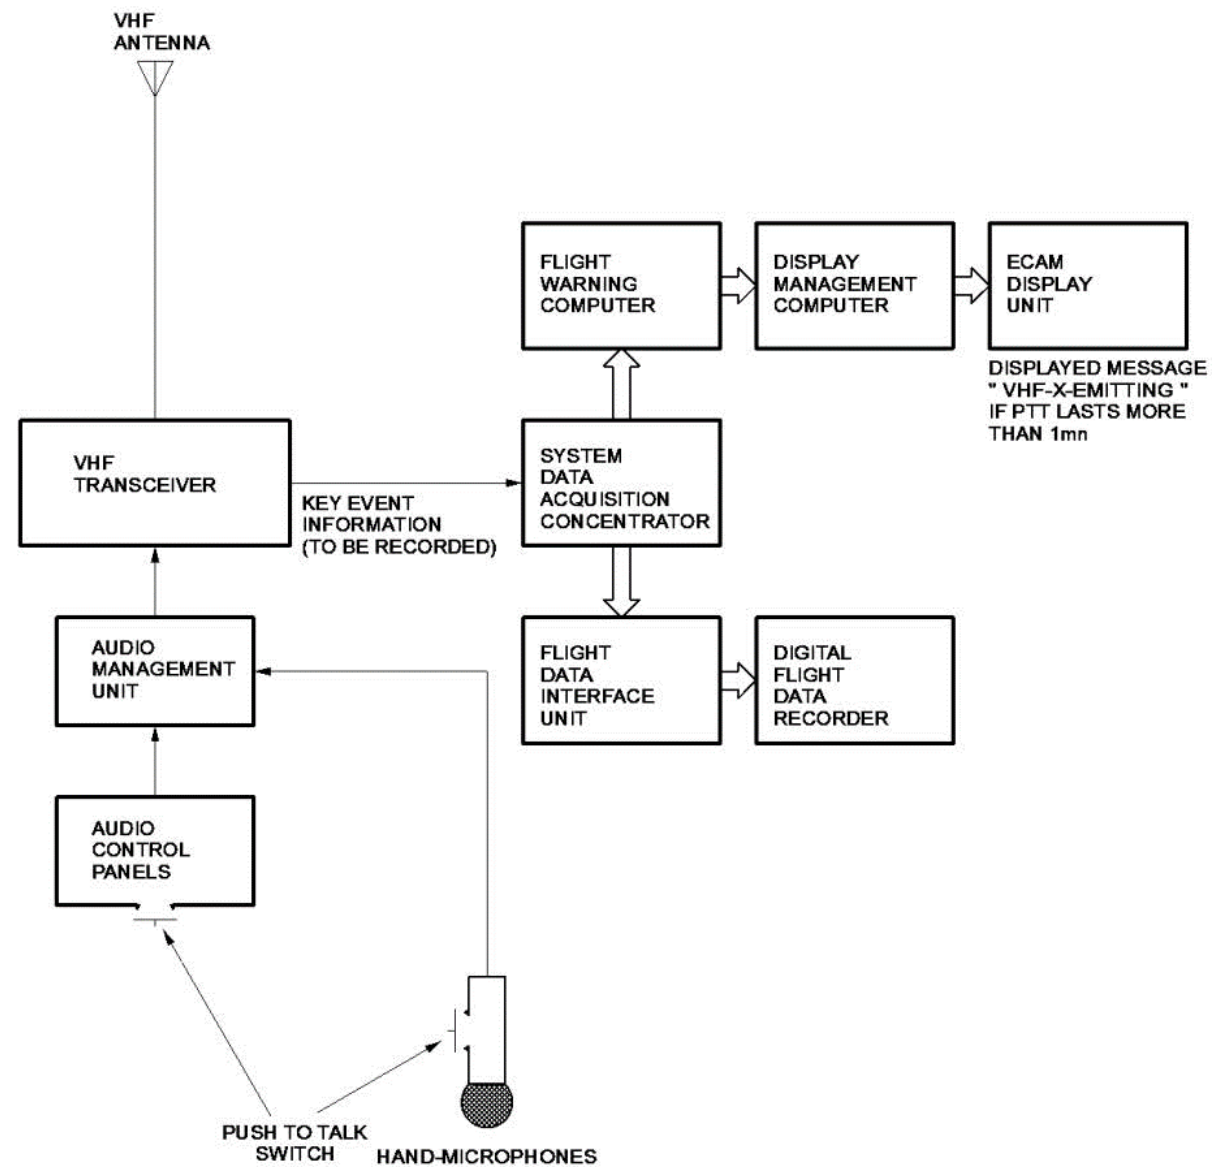 VHF
ANTENNA
FLIGHT
WARNING
COMPUTER
DISPLAY
MANAGEMENT
COMPUTER
ECAM
DISPLAY
UNIT
DISPLAYED MESSAGE
" VHF-X-EMITTING "
IF PTT LASTS MORE
THAN 1mn
VHF
TRANSCEIVER
KEY EVENT
INFORMATION
(TO BE RECORDED)
SYSTEM
DATA
ACQUISITION
CONCENTRATOR
AUDIO
MANAGEMENT
UNIT
FLIGHT
DATA
INTERFACE
UNIT
DIGITAL
FLIGHT
DATA
RECORDER
AUDIO
CONTROL
PANELS
PUSH TO TALK
SWITCH
HAND-MICROPHONES